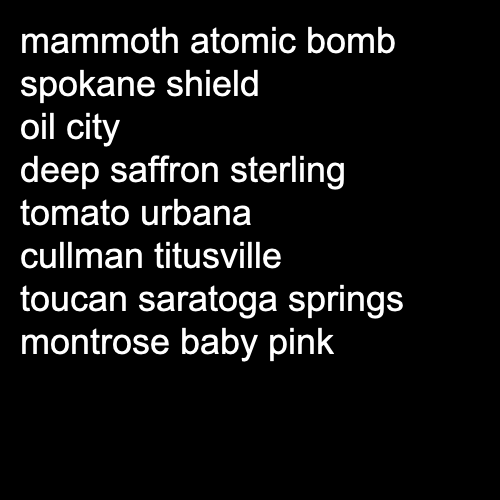 mammoth atomic bomb
spokane shield
oil city
deep saffron sterling
tomato urbana
cullman titusville
toucan saratoga springs
montrose baby pink